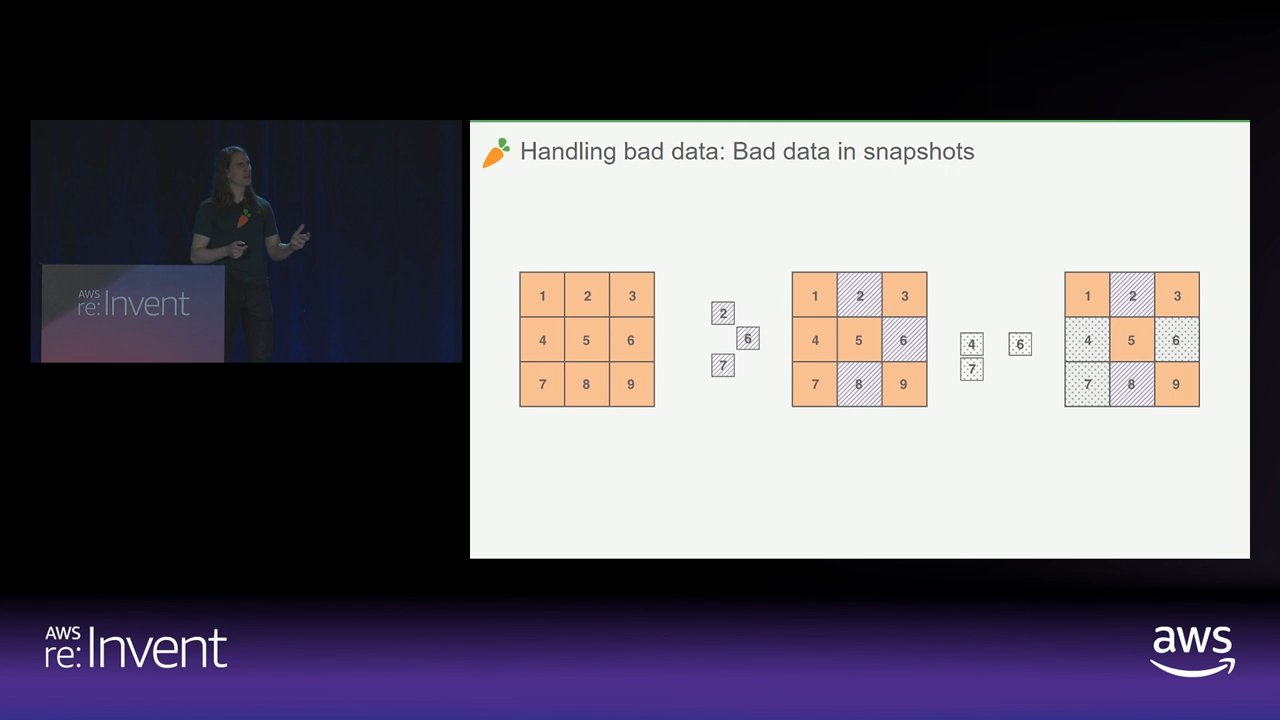 Handling bad data: Bad data in snapshots
1 2 3
4 5 6
7 8 9
2
6
7
1 2 3
4 5 6
7 8 9
4
7
6
1 2 3
4 5 6
7 8 9
AWS
re:Invent
AWS
re:Invent
aws